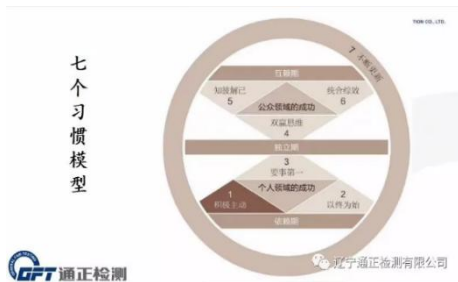 TION CO., LTD.
七个习惯模型
7 不断更新
互赖期
知彼解己
5
统合综效
6
公众领域的成功
双赢思维
4
独立期
3
要事第一
1
积极主动
个人领域的成功
2
以终为始
依赖期
GPT 通正检测
辽宁通正检测有限公司